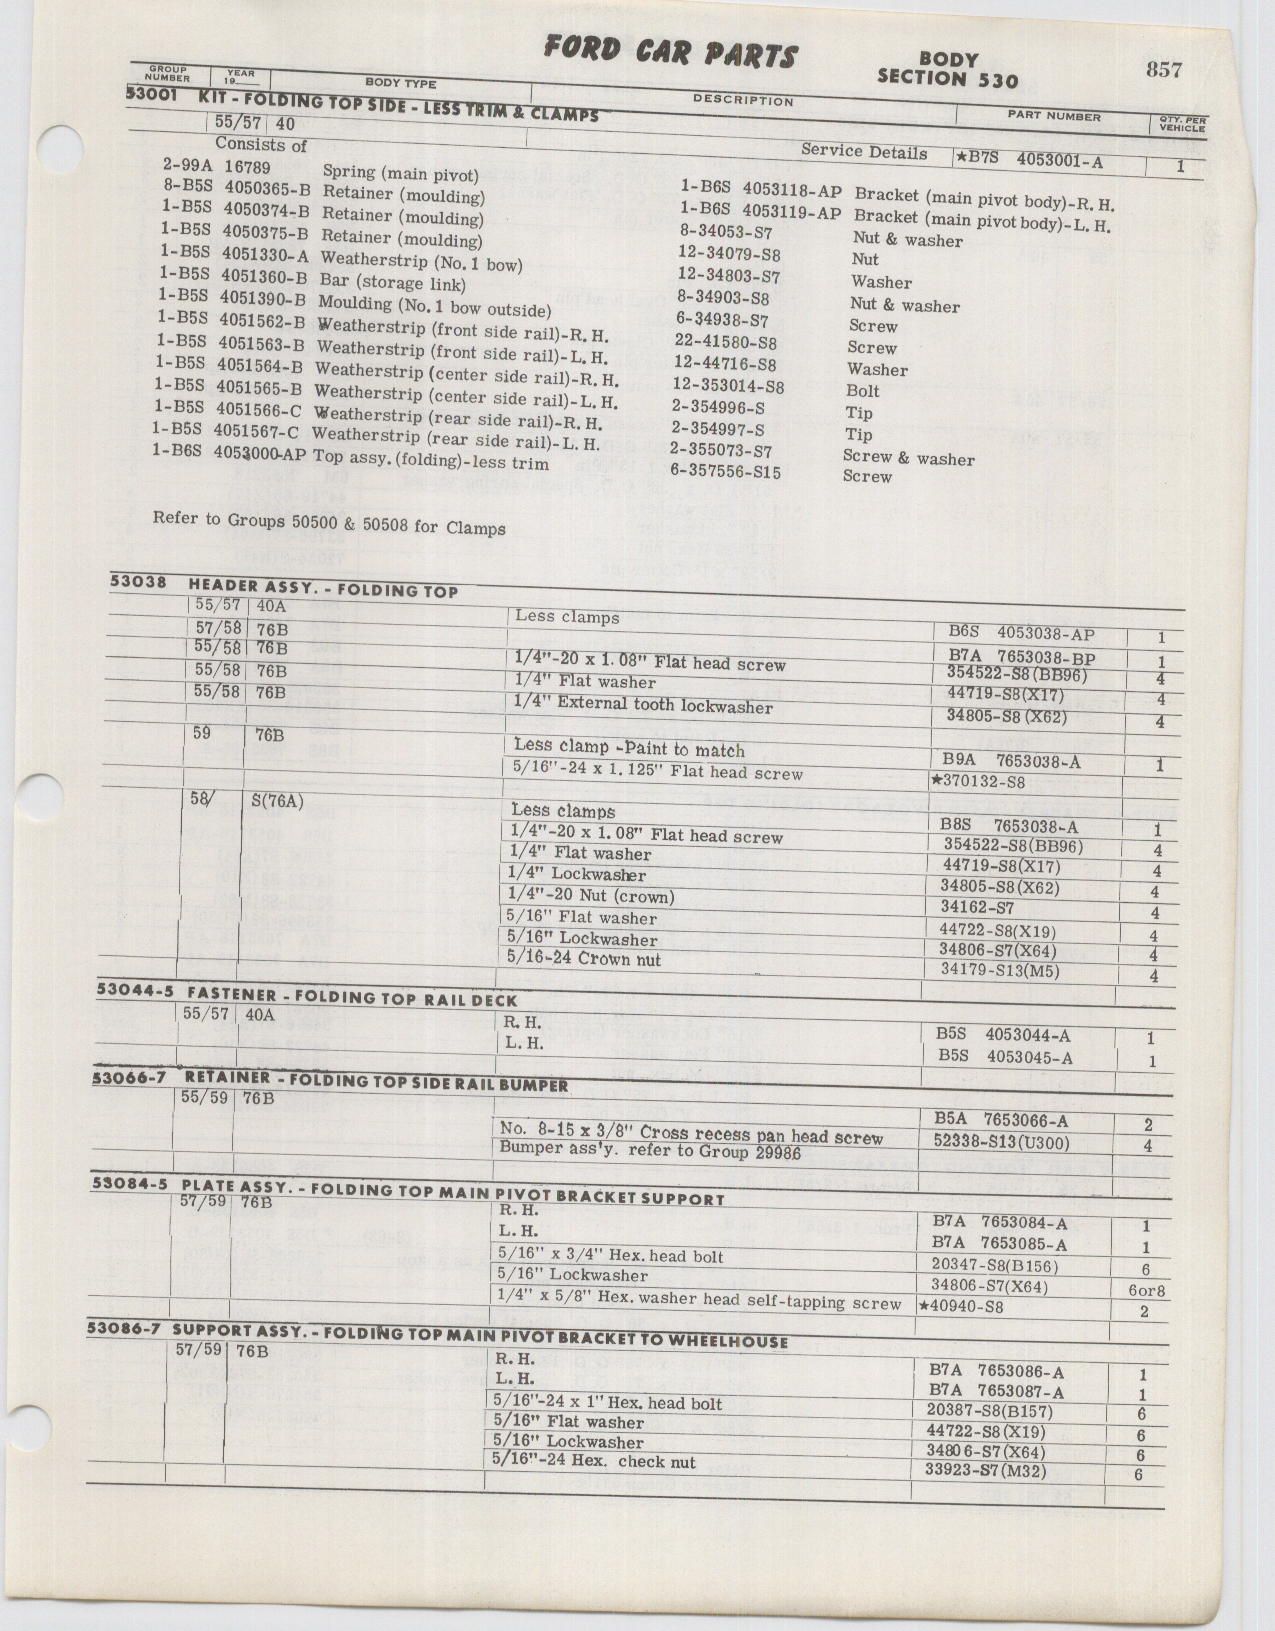 FORD CAR PARTS
BODY
SECTION 530
857
GROUP NUMBER YEAR 19__ BODY TYPE DESCRIPTION PART NUMBER QTY. PER VEHICLE
53001 KIT - FOLDING TOP SIDE - LESS TRIM & CLAMPS
55/57 40 Service Details ★B7S 4053001-A 1
Consists of
2-99A 16789 Spring (main pivot)
8-B5S 4050365-B Retainer (moulding)
1-B5S 4050374-B Retainer (moulding)
1-B5S 4050375-B Retainer (moulding)
1-B5S 4051330-A Weatherstrip (No. 1 bow)
1-B5S 4051360-B Bar (storage link)
1-B5S 4051390-B Moulding (No. 1 bow outside)
1-B5S 4051562-B Weatherstrip (front side rail)-R. H.
1-B5S 4051563-B Weatherstrip (front side rail)-L. H.
1-B5S 4051564-B Weatherstrip (center side rail)-R. H.
1-B5S 4051565-B Weatherstrip (center side rail)-L. H.
1-B5S 4051566-C Weatherstrip (rear side rail)-R. H.
1-B5S 4051567-C Weatherstrip (rear side rail)-L. H.
1-B6S 4053000-AP Top assy. (folding)-less trim
1-B6S 4053118-AP Bracket (main pivot body)-R. H.
1-B6S 4053119-AP Bracket (main pivot body)-L. H.
8-34053-S7 Nut & washer
12-34079-S8 Nut
12-34803-S7 Washer
8-34903-S8 Nut & washer
6-34938-S7 Screw
22-41580-S8 Screw
12-44716-S8 Washer
12-353014-S8 Bolt
2-354996-S Tip
2-354997-S Tip
2-355073-S7 Screw & washer
6-357556-S15 Screw
Refer to Groups 50500 & 50508 for Clamps
53038 HEADER ASSY. - FOLDING TOP
55/57 40A Less clamps B6S 4053038-AP 1
57/58 76B B7A 7653038-BP 1
55/58 76B 1/4"-20 x 1.08" Flat head screw 354522-S8(BB96) 4
55/58 76B 1/4" Flat washer 44719-S8(X17) 4
55/58 76B 1/4" External tooth lockwasher 34805-S8 (X62) 4
59 76B Less clamp -Paint to match B9A 7653038-A 1
5/16"-24 x 1.125" Flat head screw ★370132-S8
58/ S(76A) Less clamps B8S 7653038-A 1
1/4"-20 x 1.08" Flat head screw 354522-S8(BB96) 4
1/4" Flat washer 44719-S8(X17) 4
1/4" Lockwasher 34805-S8(X62) 4
1/4"-20 Nut (crown) 34162-S7 4
5/16" Flat washer 44722-S8(X19) 4
5/16" Lockwasher 34806-S7(X64) 4
5/16-24 Crown nut 34179-S13(M5) 4
53044-5 FASTENER - FOLDING TOP RAIL DECK
55/57 40A R. H. B5S 4053044-A 1
L. H. B5S 4053045-A 1
53066-7 RETAINER - FOLDING TOP SIDE RAIL BUMPER
55/59 76B B5A 7653066-A 2
No. 8-15 x 3/8" Cross recess pan head screw 52338-S13(U300) 4
Bumper ass'y. refer to Group 29986
53084-5 PLATE ASSY. - FOLDING TOP MAIN PIVOT BRACKET SUPPORT
57/59 76B R. H. B7A 7653084-A 1
L. H. B7A 7653085-A 1
5/16" x 3/4" Hex. head bolt 20347-S8(B156) 6
5/16" Lockwasher 34806-S7(X64) 6or8
1/4" x 5/8" Hex. washer head self-tapping screw ★40940-S8 2
53086-7 SUPPORT ASSY. - FOLDING TOP MAIN PIVOT BRACKET TO WHEELHOUSE
57/59 76B R. H. B7A 7653086-A 1
L. H. B7A 7653087-A 1
5/16"-24 x 1" Hex. head bolt 20387-S8(B157) 6
5/16" Flat washer 44722-S8(X19) 6
5/16" Lockwasher 34806-S7(X64) 6
5/16"-24 Hex. check nut 33923-S7(M32) 6